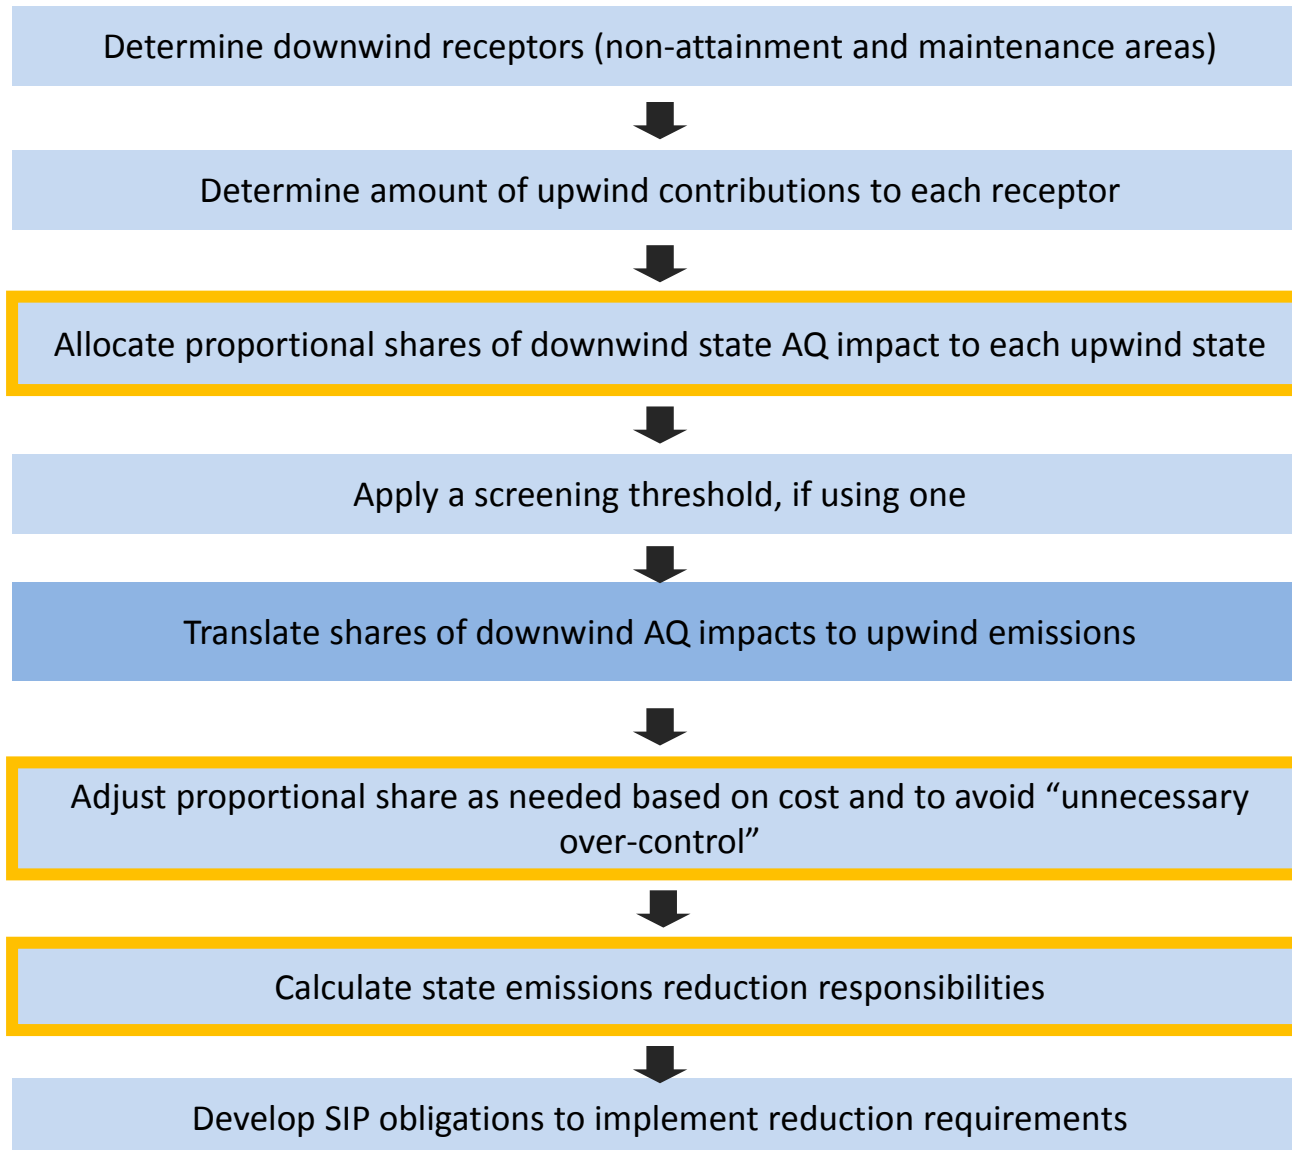 Determine downwind receptors (non-attainment and maintenance areas)
Determine amount of upwind contributions to each receptor
Allocate proportional shares of downwind state AQ impact to each upwind state
Apply a screening threshold, if using one
Translate shares of downwind AQ impacts to upwind emissions
Adjust proportional share as needed based on cost and to avoid “unnecessary
over-control”
Calculate state emissions reduction responsibilities
Develop SIP obligations to implement reduction requirements